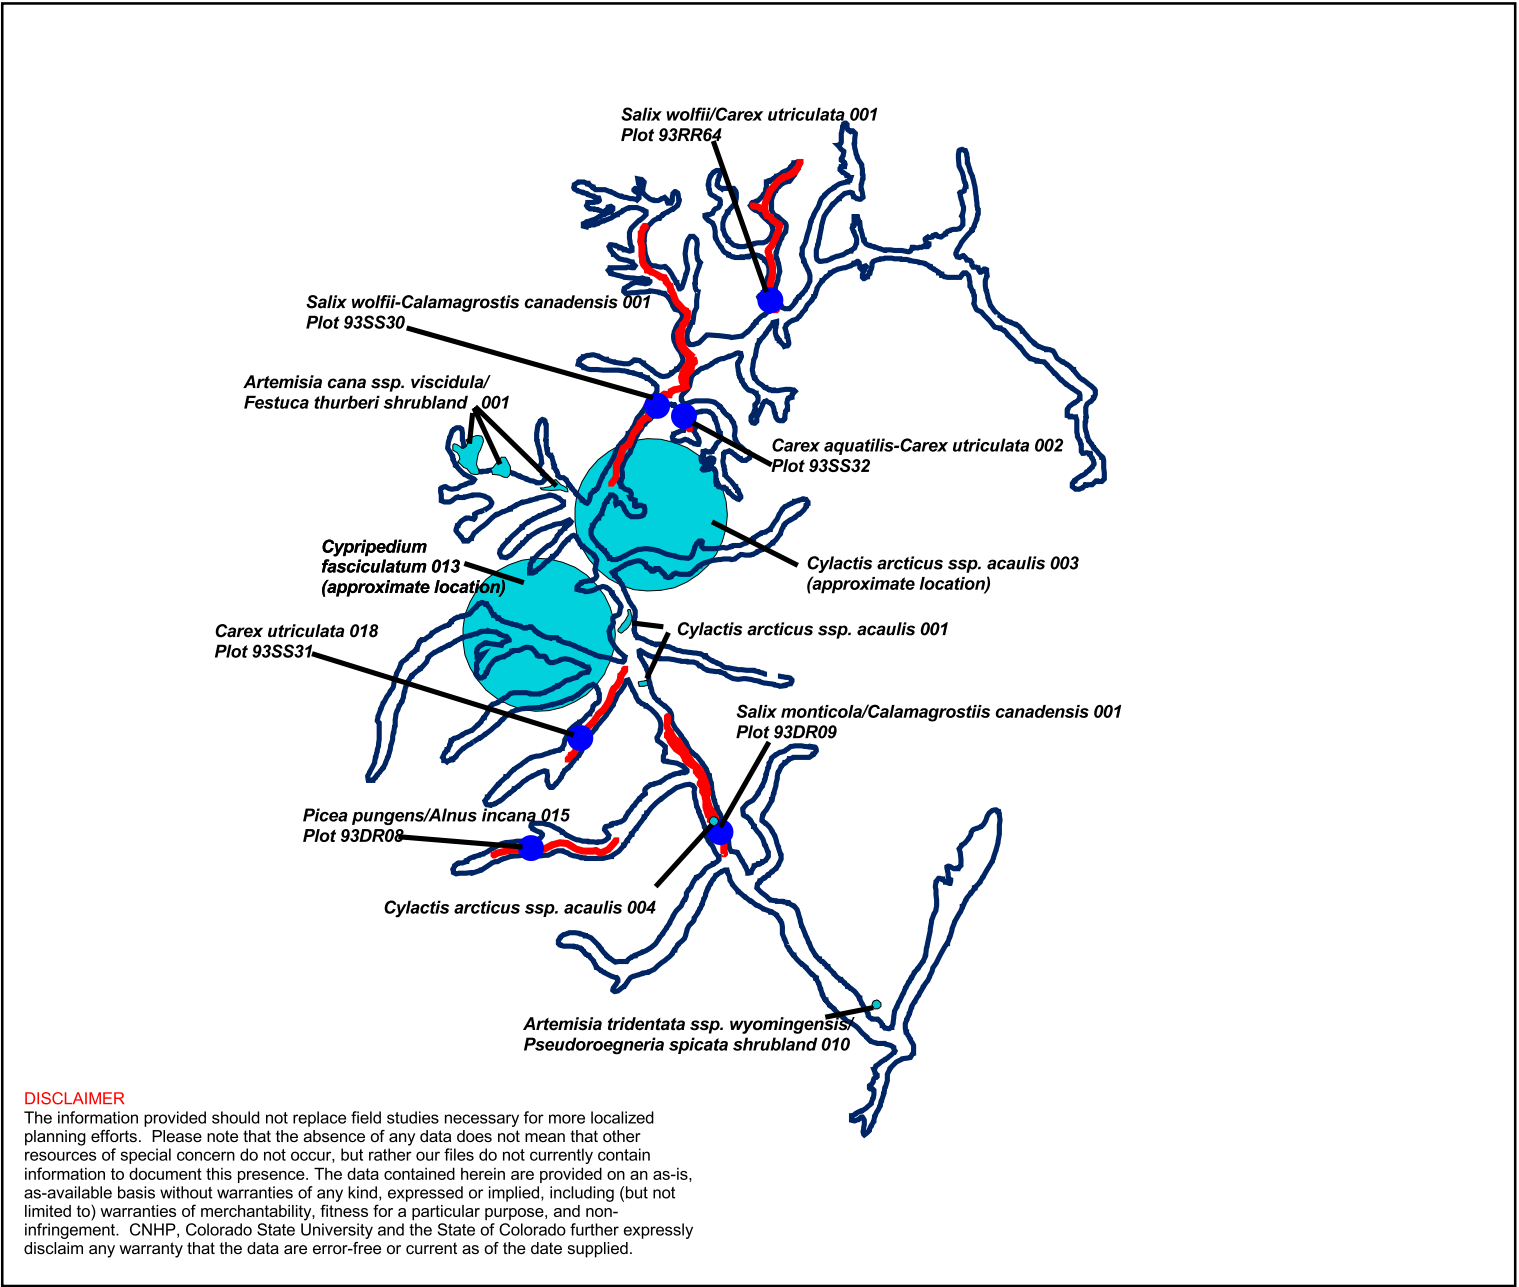 Salix wolfii/Carex utriculata 001
Plot 93RR64
Salix wolfii-Calamagrostis canadensis 001
Plot 93SS30
Artemisia cana ssp. viscidula/
Festuca thurberi shrubland 001
Carex aquatilis-Carex utriculata 002
Plot 93SS32
Cypripedium
fasciculatum 013
(approximate location)
Cylactis arcticus ssp. acaulis 003
(approximate location)
Carex utriculata 018
Plot 93SS31
Cylactis arcticus ssp. acaulis 001
Salix monticola/Calamagrostiis canadensis 001
Plot 93DR09
Picea pungens/Alnus incana 015
Plot 93DR08
Cylactis arcticus ssp. acaulis 004
Artemisia tridentata ssp. wyomingensis/
Pseudoroegneria spicata shrubland 010
DISCLAIMER
The information provided should not replace field studies necessary for more localized
planning efforts.  Please note that the absence of any data does not mean that other
resources of special concern do not occur, but rather our files do not currently contain
information to document this presence. The data contained herein are provided on an as-is,
as-available basis without warranties of any kind, expressed or implied, including (but not
limited to) warranties of merchantability, fitness for a particular purpose, and non-
infringement.  CNHP, Colorado State University and the State of Colorado further expressly
disclaim any warranty that the data are error-free or current as of the date supplied.